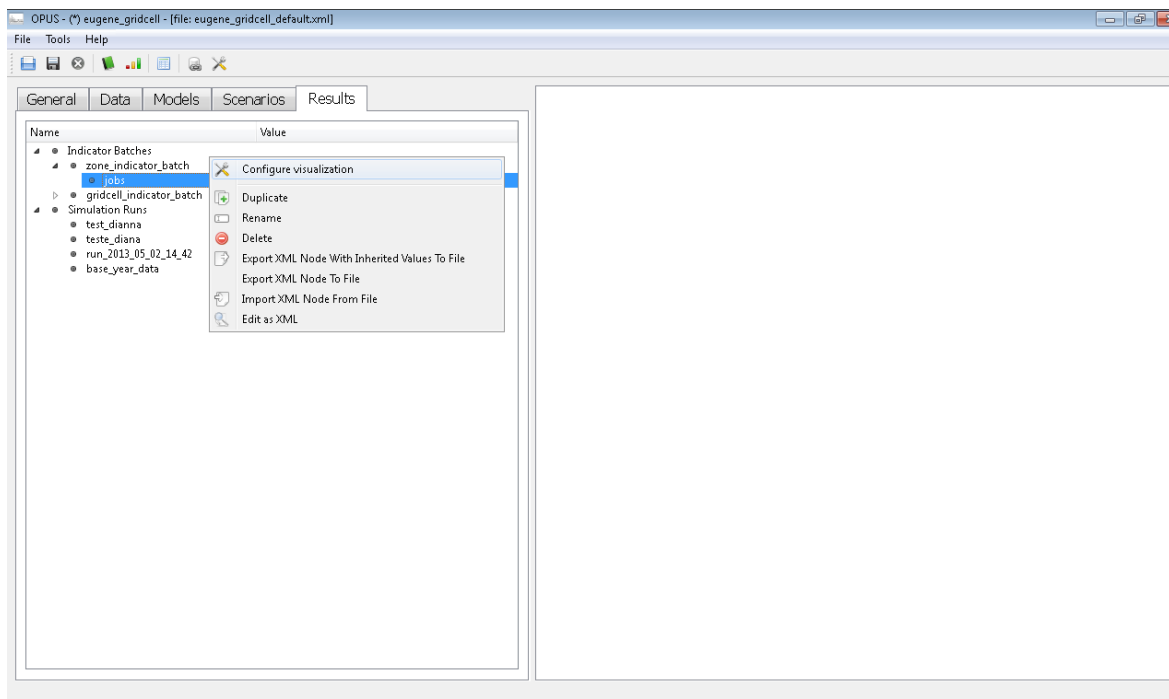 OPUS - (*) eugene_gridcell - [file: eugene_gridcell_default.xml]
File Tools Help
General Data Models Scenarios Results
Name Value
Indicator Batches
zone_indicator_batch
jobs
gridcell_indicator_batch
Simulation Runs
test_dianna
teste_diana
run_2013_05_02_14_42
base_year_data
Configure visualization
Duplicate
Rename
Delete
Export XML Node With Inherited Values To File
Export XML Node To File
Import XML Node From File
Edit as XML